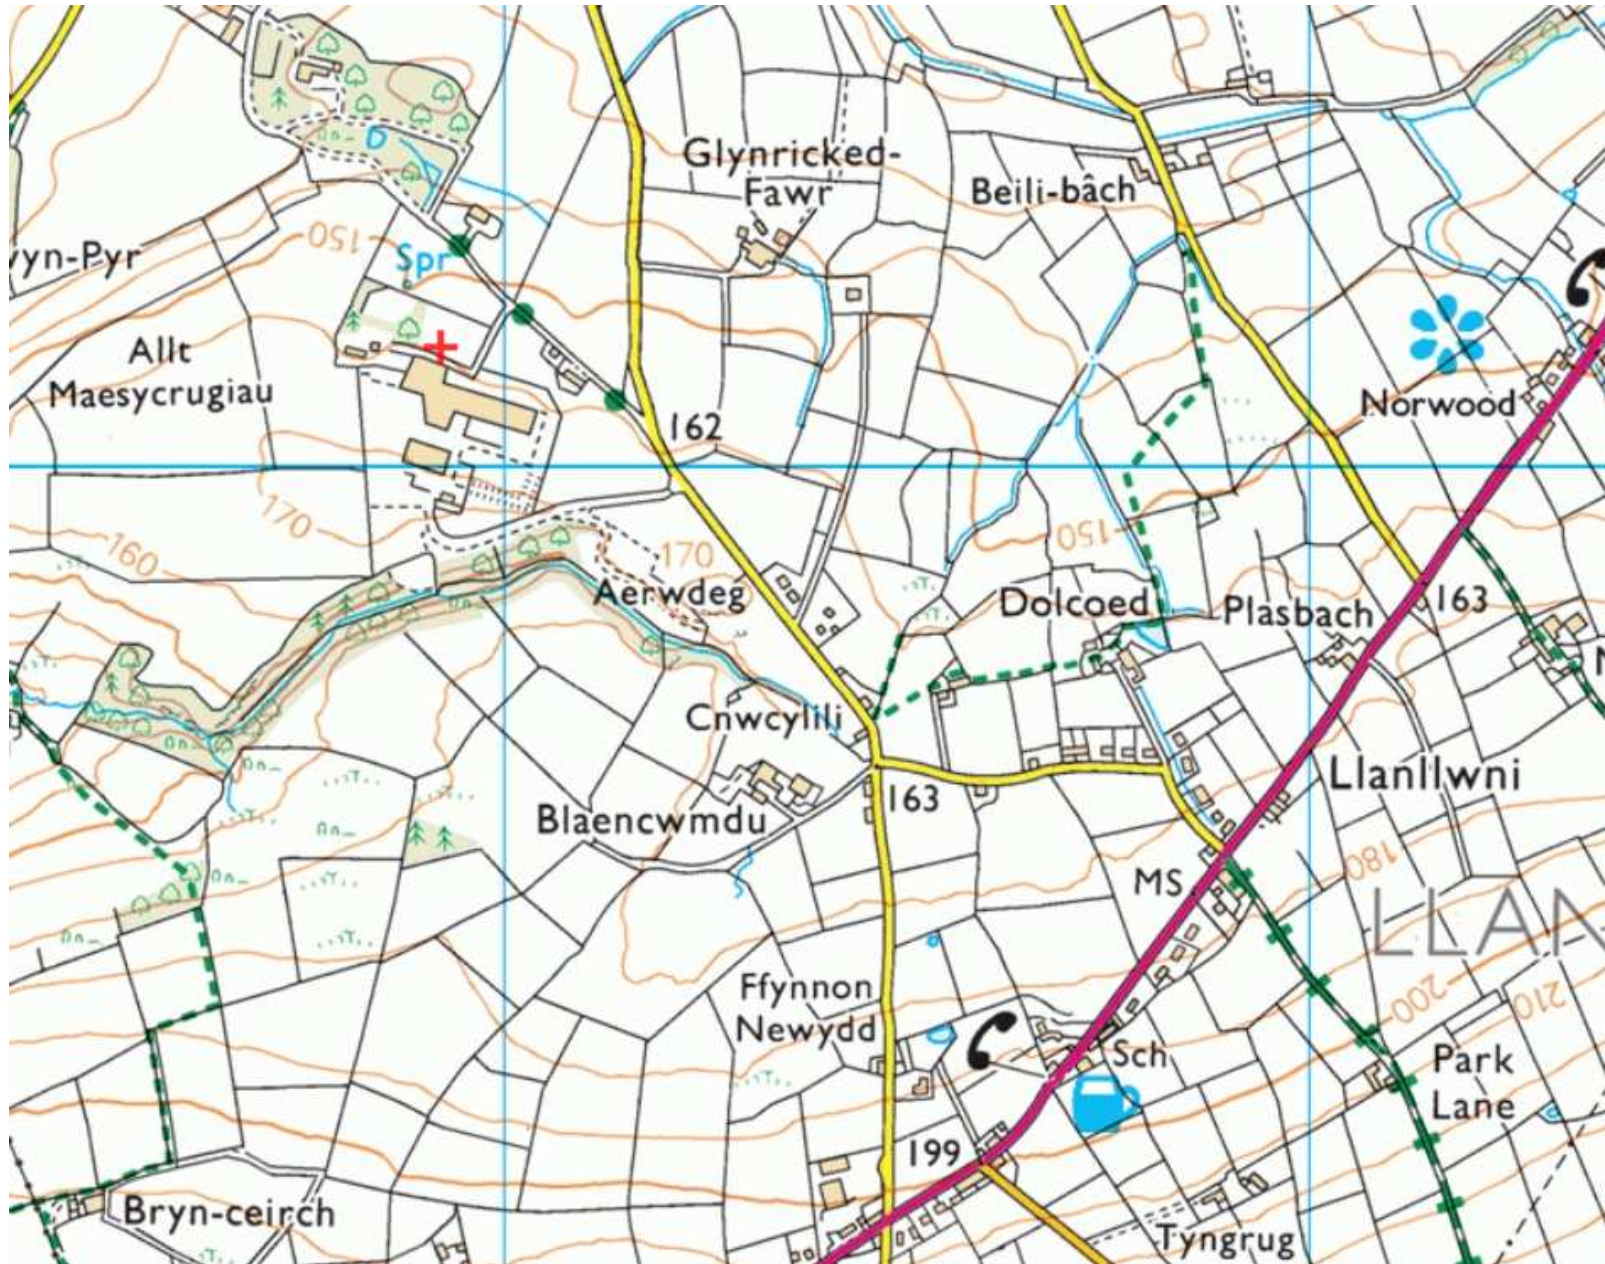 Glynricked-
Fawr
Beili-bâch
150
Spr
yn-Pyr
Allt
Maesycrugiau
Norwood
162
170
150
160
170
Aerwdeg
Dolcoed
Plasbach
163
Cnwcylili
Llanllwni
163
Blaencwmdu
180
MS
LLAN
Ffynnon
Newydd
200
210
Sch
Park
Lane
199
Bryn-ceirch
Tyngrug